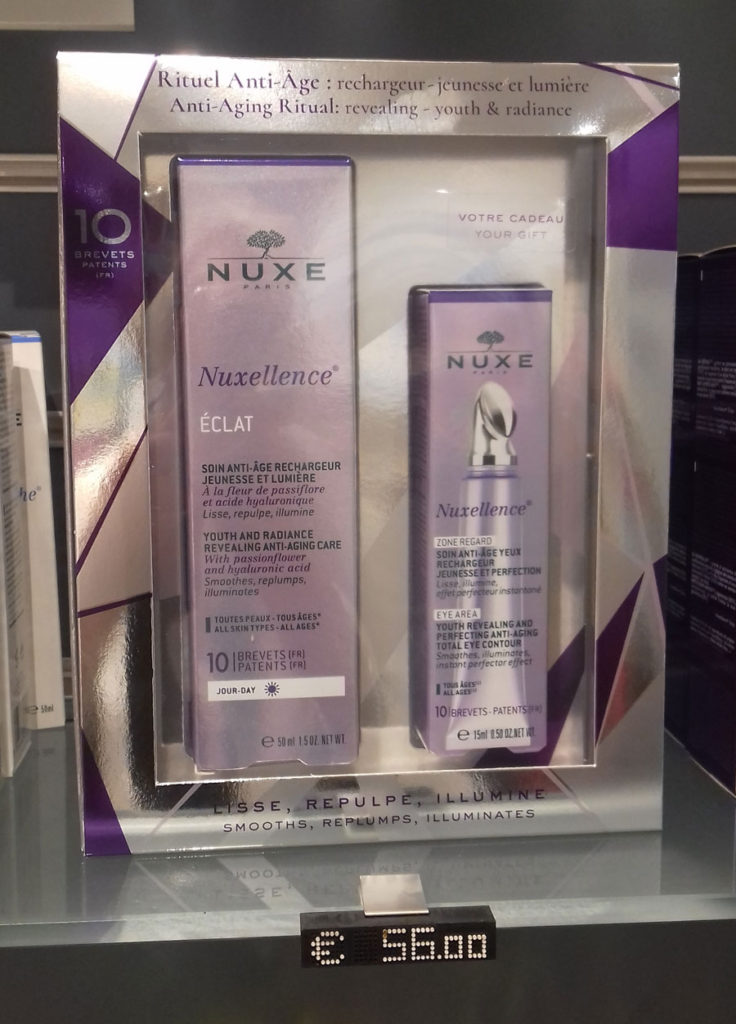 Rituel Anti-Âge : rechargeur - jeunesse et lumière
Anti-Aging Ritual: revealing - youth & radiance
10
BREVETS
PATENTS
(FR)
VOTRE CADEAU
YOUR GIFT
NUXE
PARIS
Nuxellence®
ÉCLAT
SOIN ANTI-ÂGE RECHARGEUR
JEUNESSE ET LUMIÈRE
À la fleur de passiflore
et acide hyaluronique
Lisse, repulpe, illumine
YOUTH AND RADIANCE
REVEALING ANTI-AGING CARE
With passionflower
and hyaluronic acid
Smoothes, replumps,
illuminates
TOUTES PEAUX - TOUS ÂGES*
ALL SKIN TYPES - ALL AGES*
10 BREVETS (FR)
PATENTS (FR)
JOUR-DAY
e 50 ml 1.5 OZ. NET WT.
NUXE
PARIS
Nuxellence®
ZONE REGARD
SOIN ANTI-ÂGE YEUX
RECHARGEUR
JEUNESSE ET PERFECTION
Lisse, illumine,
effet perfecteur instantané
EYE AREA
YOUTH REVEALING AND
PERFECTING ANTI-AGING
TOTAL EYE CONTOUR
Smoothes, illuminates,
instant perfector effect
TOUS ÂGES
ALL AGES
10 BREVETS - PATENTS (FR)
e 15ml 0.50 OZ.NET WT.
LISSE, REPULPE, ILLUMINE
SMOOTHS, REPLUMPS, ILLUMINATES
he®
e 50ml
€ 56.00